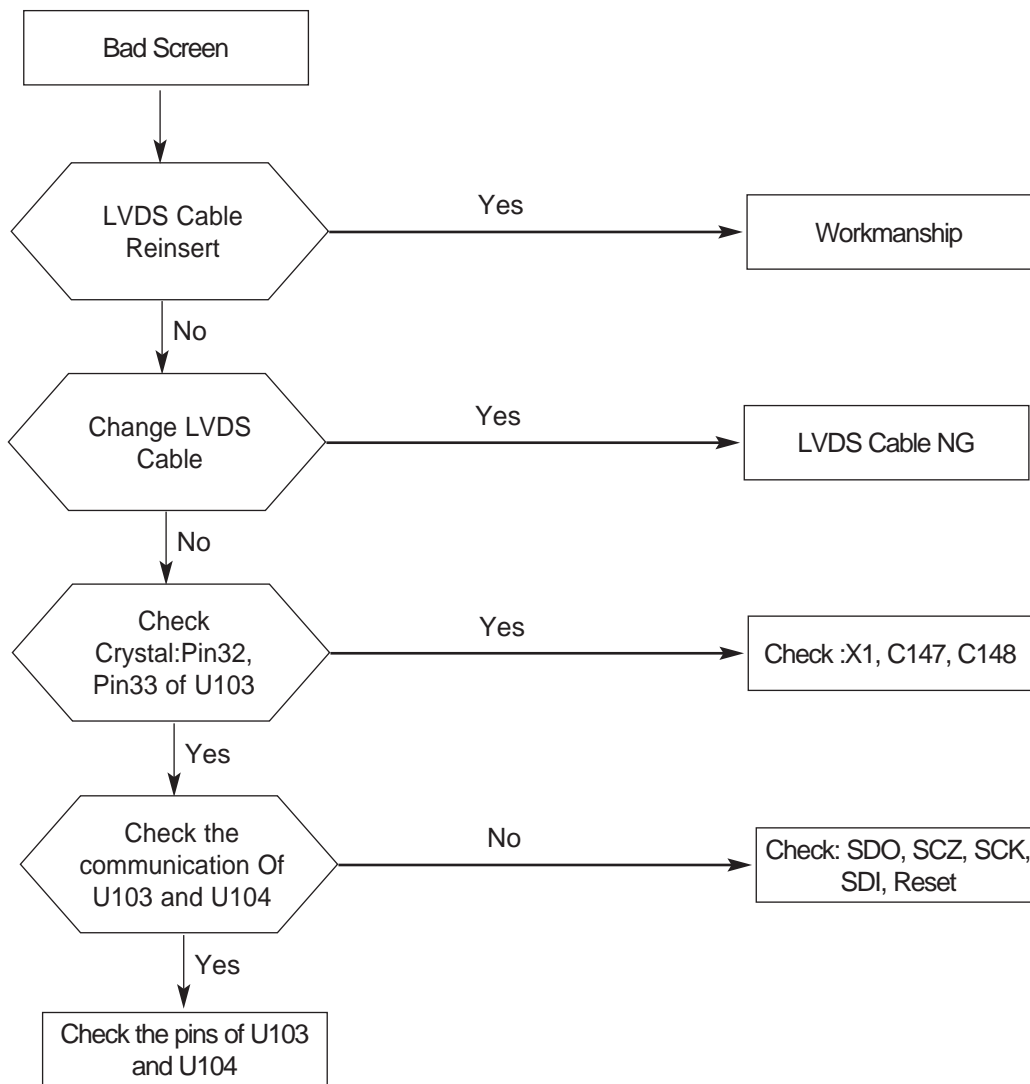 Bad Screen
LVDS Cable
Reinsert
Yes
Workmanship
No
Change LVDS
Cable
Yes
LVDS Cable NG
No
Check
Crystal:Pin32,
Pin33 of U103
Yes
Check :X1, C147, C148
Yes
Check the
communication Of
U103 and U104
No
Check: SDO, SCZ, SCK,
SDI, Reset
Yes
Check the pins of U103
and U104